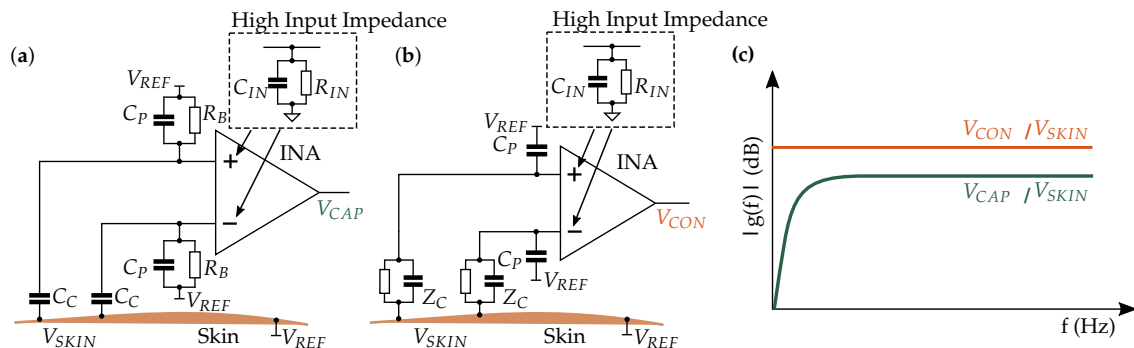 (a)
High Input Impedance
C_IN R_IN
V_REF
C_P R_B
+
INA
−
V_CAP
C_P R_B
V_REF
C_C C_C
V_SKIN Skin V_REF
(b)
High Input Impedance
C_IN R_IN
V_REF
C_P
+
INA
−
V_CON
C_P
V_REF
Z_C Z_C
V_SKIN Skin V_REF
(c)
| g(f) | (dB)
V_CON / V_SKIN
V_CAP / V_SKIN
f (Hz)